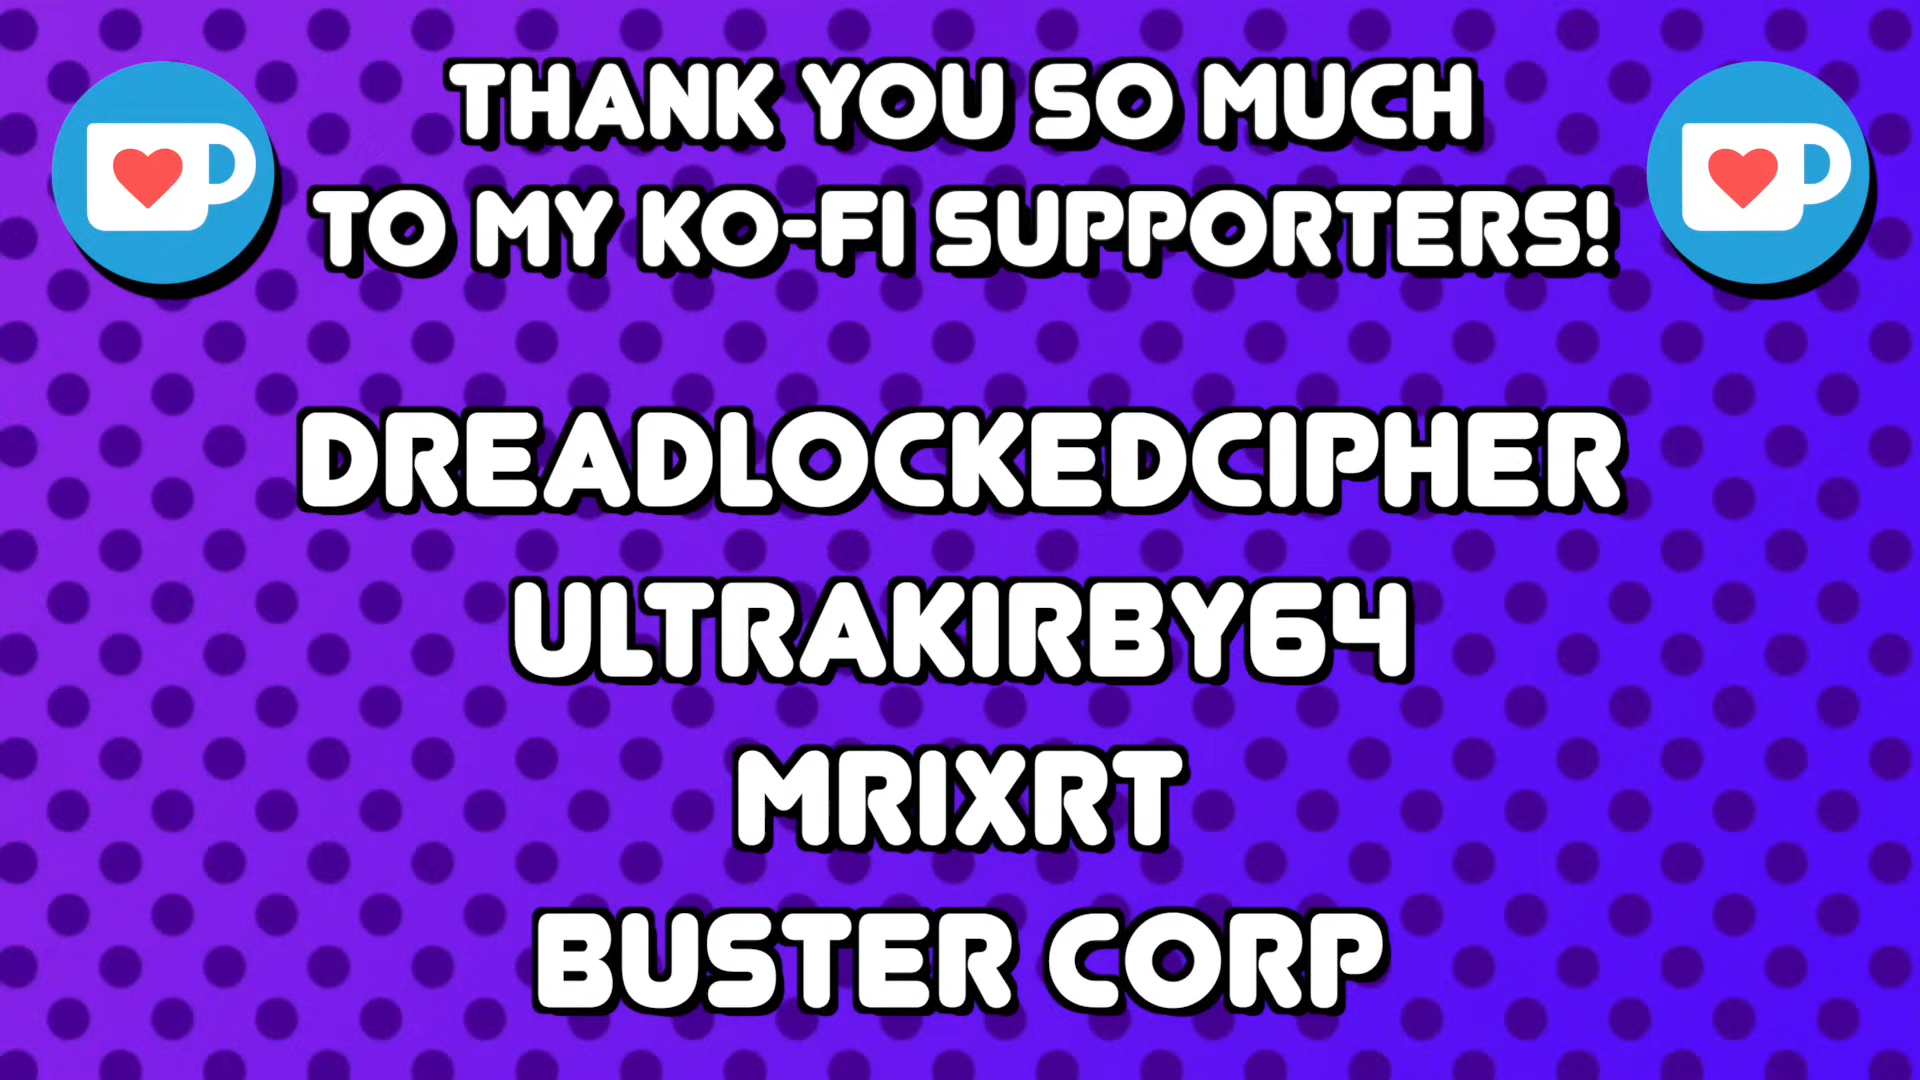 THANK YOU SO MUCH
TO MY KO-FI SUPPORTERS!
DREADLOCKEDCIPHER
ULTRAKIRBY64
MRIXRT
BUSTER CORP